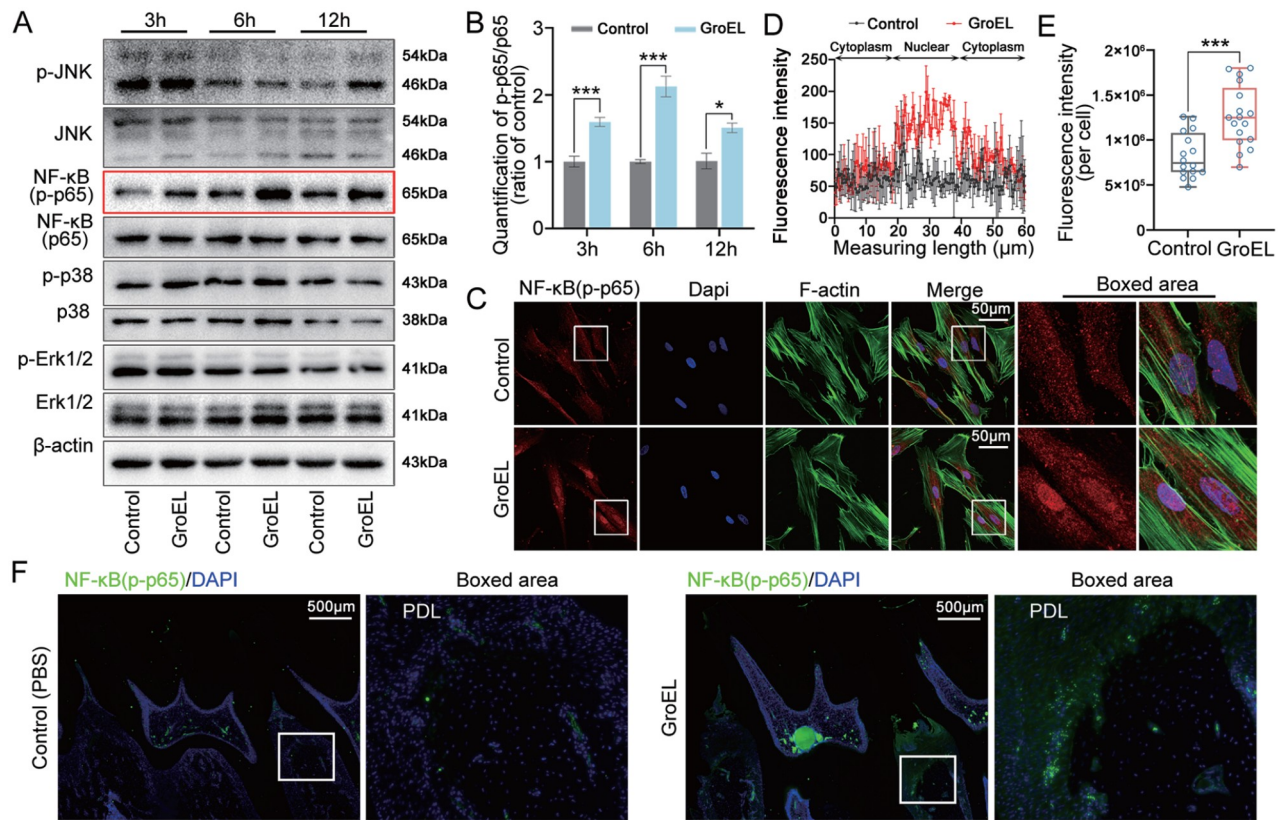 A
3h 6h 12h
p-JNK
54kDa
46kDa
JNK
54kDa
46kDa
NF-κB
(p-p65)
65kDa
NF-κB
(p65)
65kDa
p-p38
43kDa
p38
38kDa
p-Erk1/2
41kDa
Erk1/2
41kDa
β-actin
43kDa
Control GroEL Control GroEL Control GroEL
B
Quantification of p-p65/p65
(ratio of control)
Control GroEL
3
2
1
0
*** *** *
3h 6h 12h
D
Control GroEL
Cytoplasm Nuclear Cytoplasm
Fluorescence intensity
250
200
150
100
50
0
0 10 20 30 40 50 60
Measuring length (µm)
E
Fluorescence intensity
(per cell)
***
2×10⁶
1.5×10⁶
1×10⁶
5×10⁵
0
Control GroEL
C
NF-κB(p-p65) Dapi F-actin Merge Boxed area
Control
50µm
GroEL
50µm
F
NF-κB(p-p65)/DAPI Boxed area
Control (PBS)
500µm
PDL
NF-κB(p-p65)/DAPI Boxed area
GroEL
500µm
PDL